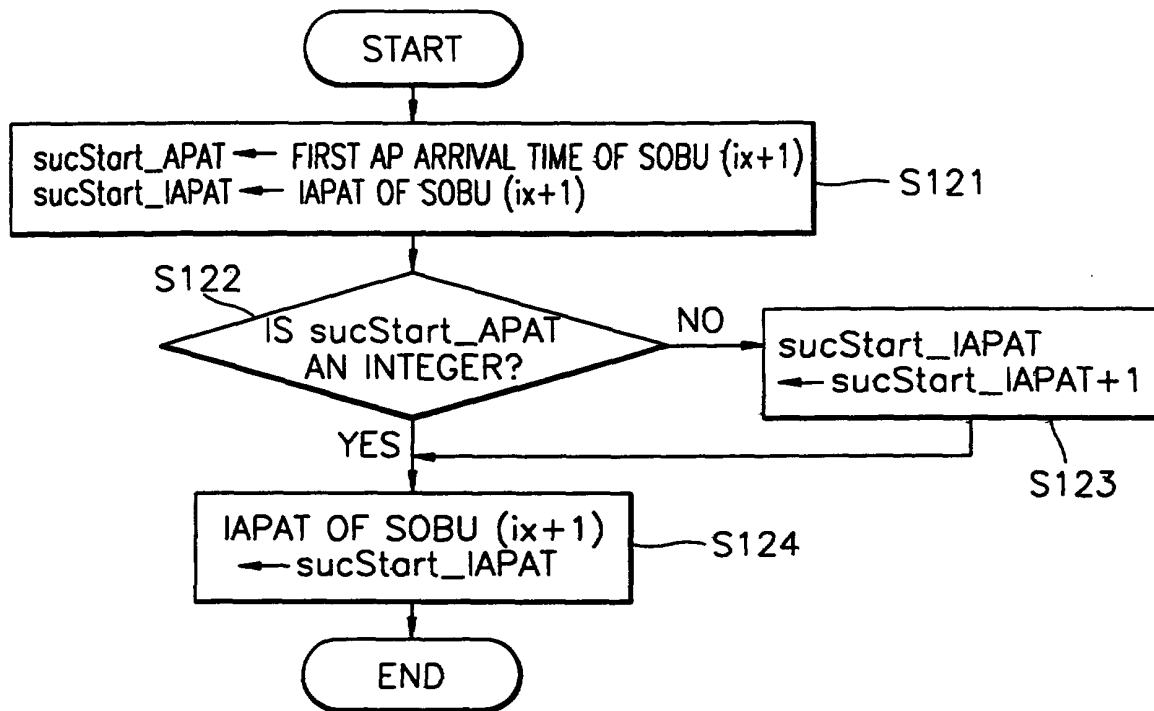 START
sucStart_APAT ← FIRST AP ARRIVAL TIME OF SOBU (ix+1)
sucStart_IAPAT ← IAPAT OF SOBU (ix+1)
S121
S122
IS sucStart_APAT
AN INTEGER?
NO
sucStart_IAPAT
← sucStart_IAPAT+1
S123
YES
IAPAT OF SOBU (ix+1)
← sucStart_IAPAT
S124
END